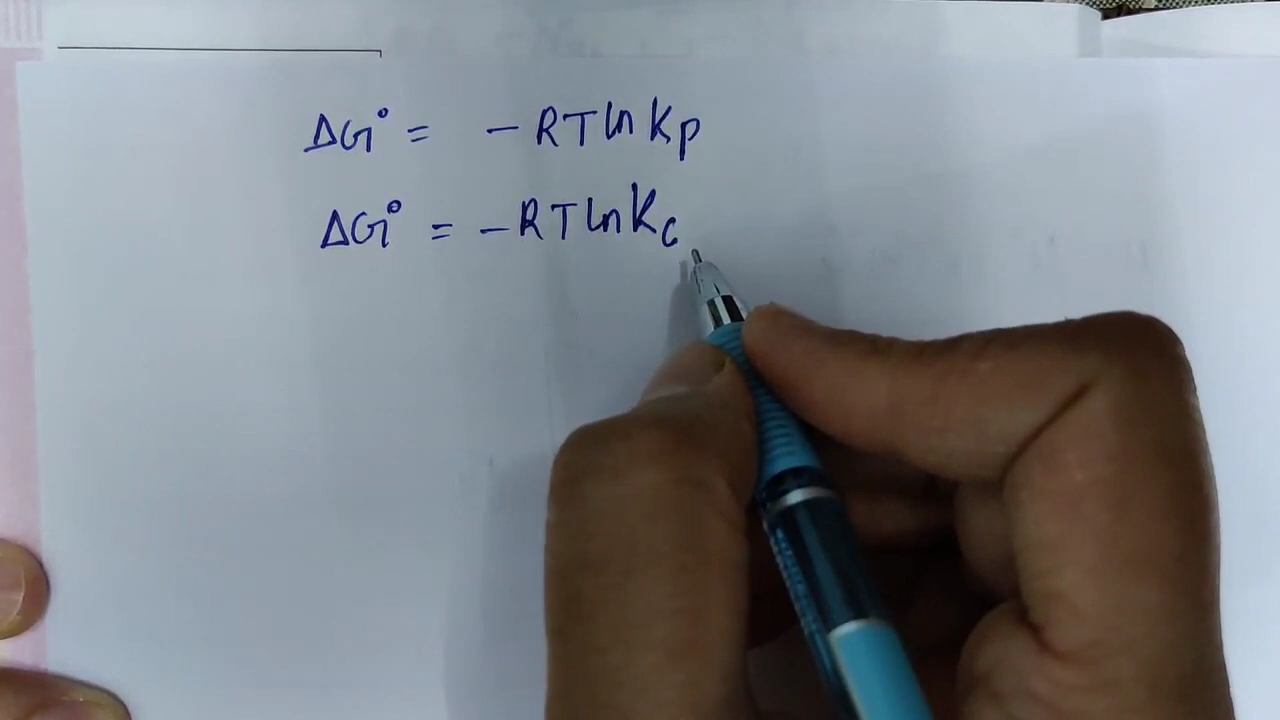 ΔG° = - RT ln Kp
ΔG° = - RT ln Kc